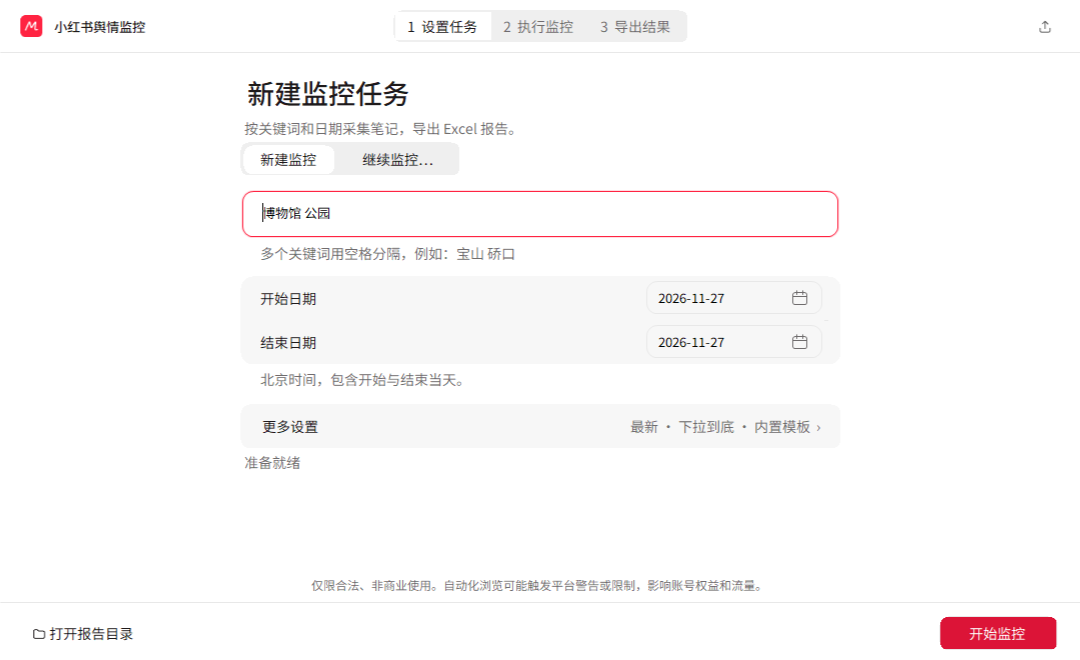 小红书舆情监控
1 设置任务 2 执行监控 3 导出结果
新建监控任务
按关键词和日期采集笔记，导出 Excel 报告。
新建监控 继续监控...
博物馆 公园
多个关键词用空格分隔，例如：宝山 硚口
开始日期 2026-11-27
结束日期 2026-11-27
北京时间，包含开始与结束当天。
更多设置 最新 • 下拉到底 • 内置模板 ›
准备就绪
仅限合法、非商业使用。自动化浏览可能触发平台警告或限制，影响账号权益和流量。
打开报告目录 开始监控